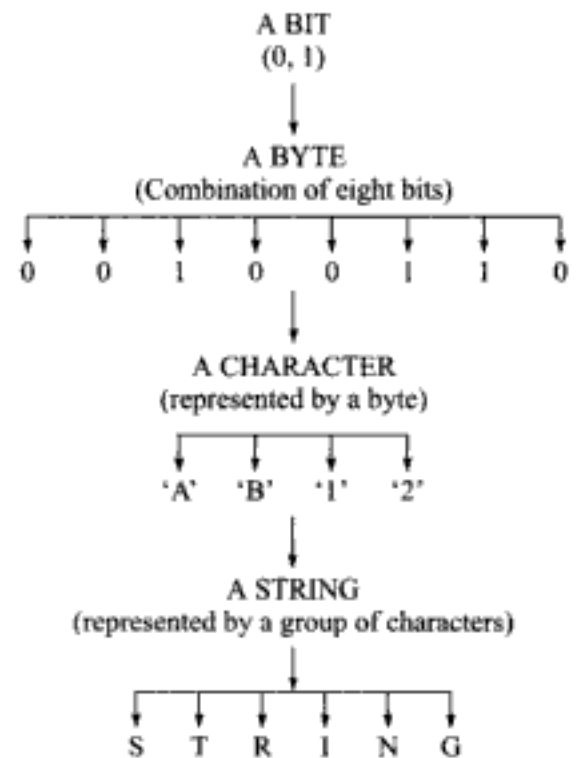 A BIT
(0, 1)
A BYTE
(Combination of eight bits)
0 0 1 0 0 1 1 0
A CHARACTER
(represented by a byte)
‘A’ ‘B’ ‘1’ ‘2’
A STRING
(represented by a group of characters)
S T R I N G